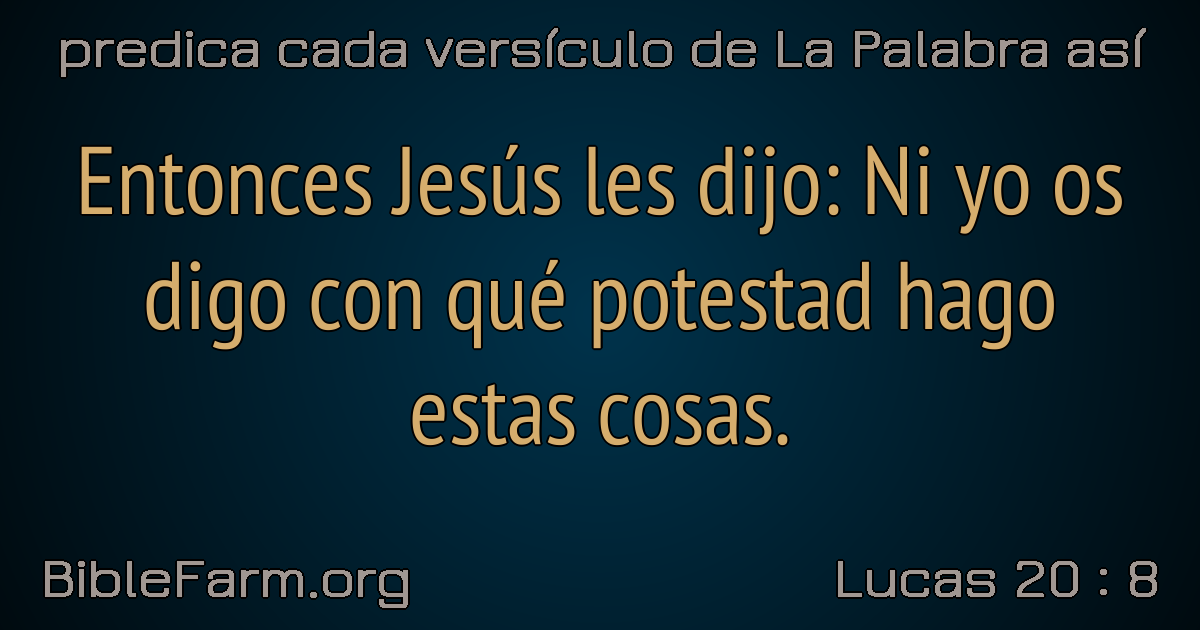 predica cada versículo de La Palabra así
Entonces Jesús les dijo: Ni yo os
digo con qué potestad hago
estas cosas.
BibleFarm.org
Lucas 20 : 8